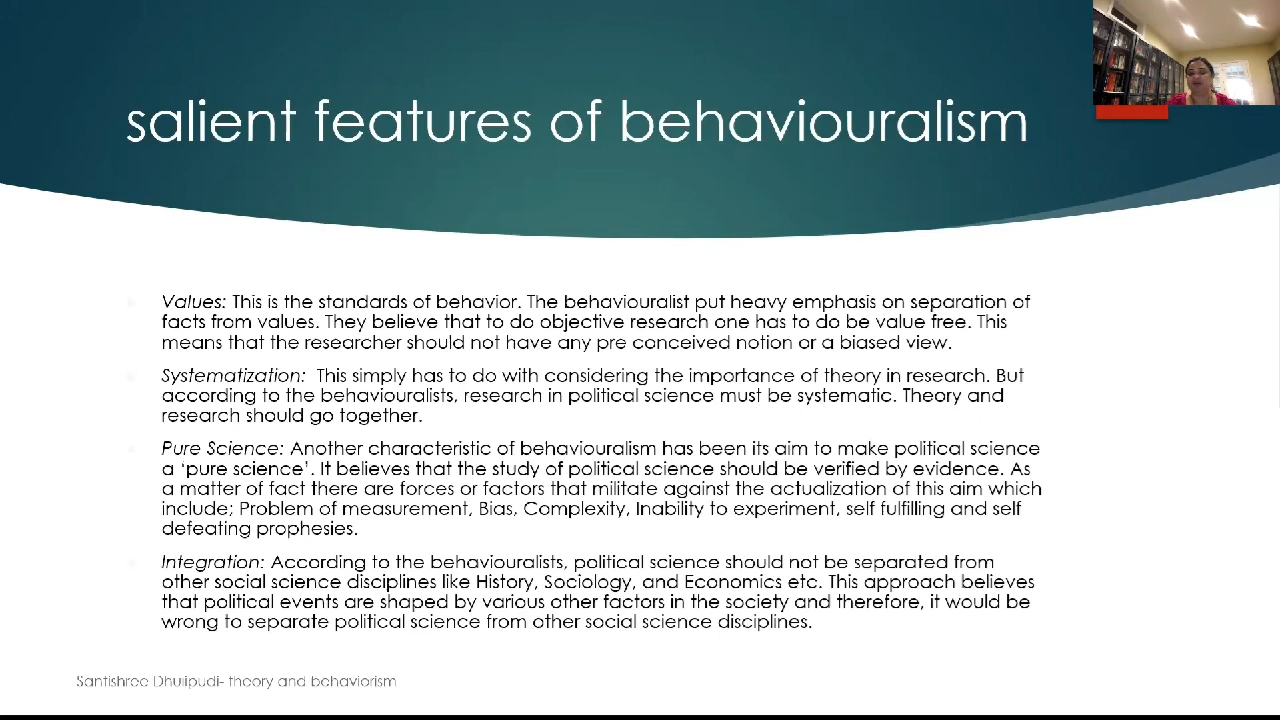 salient features of behaviouralism
Values: This is the standards of behavior. The behaviouralist put heavy emphasis on separation of
facts from values. They believe that to do objective research one has to do be value free. This
means that the researcher should not have any pre conceived notion or a biased view.
Systematization: This simply has to do with considering the importance of theory in research. But
according to the behaviouralists, research in political science must be systematic. Theory and
research should go together.
Pure Science: Another characteristic of behaviouralism has been its aim to make political science
a ‘pure science’. It believes that the study of political science should be verified by evidence. As
a matter of fact there are forces or factors that militate against the actualization of this aim which
include; Problem of measurement, Bias, Complexity, Inability to experiment, self fulfilling and self
defeating prophesies.
Integration: According to the behaviouralists, political science should not be separated from
other social science disciplines like History, Sociology, and Economics etc. This approach believes
that political events are shaped by various other factors in the society and therefore, it would be
wrong to separate political science from other social science disciplines.
Santishree Dhulipudi- theory and behaviorism